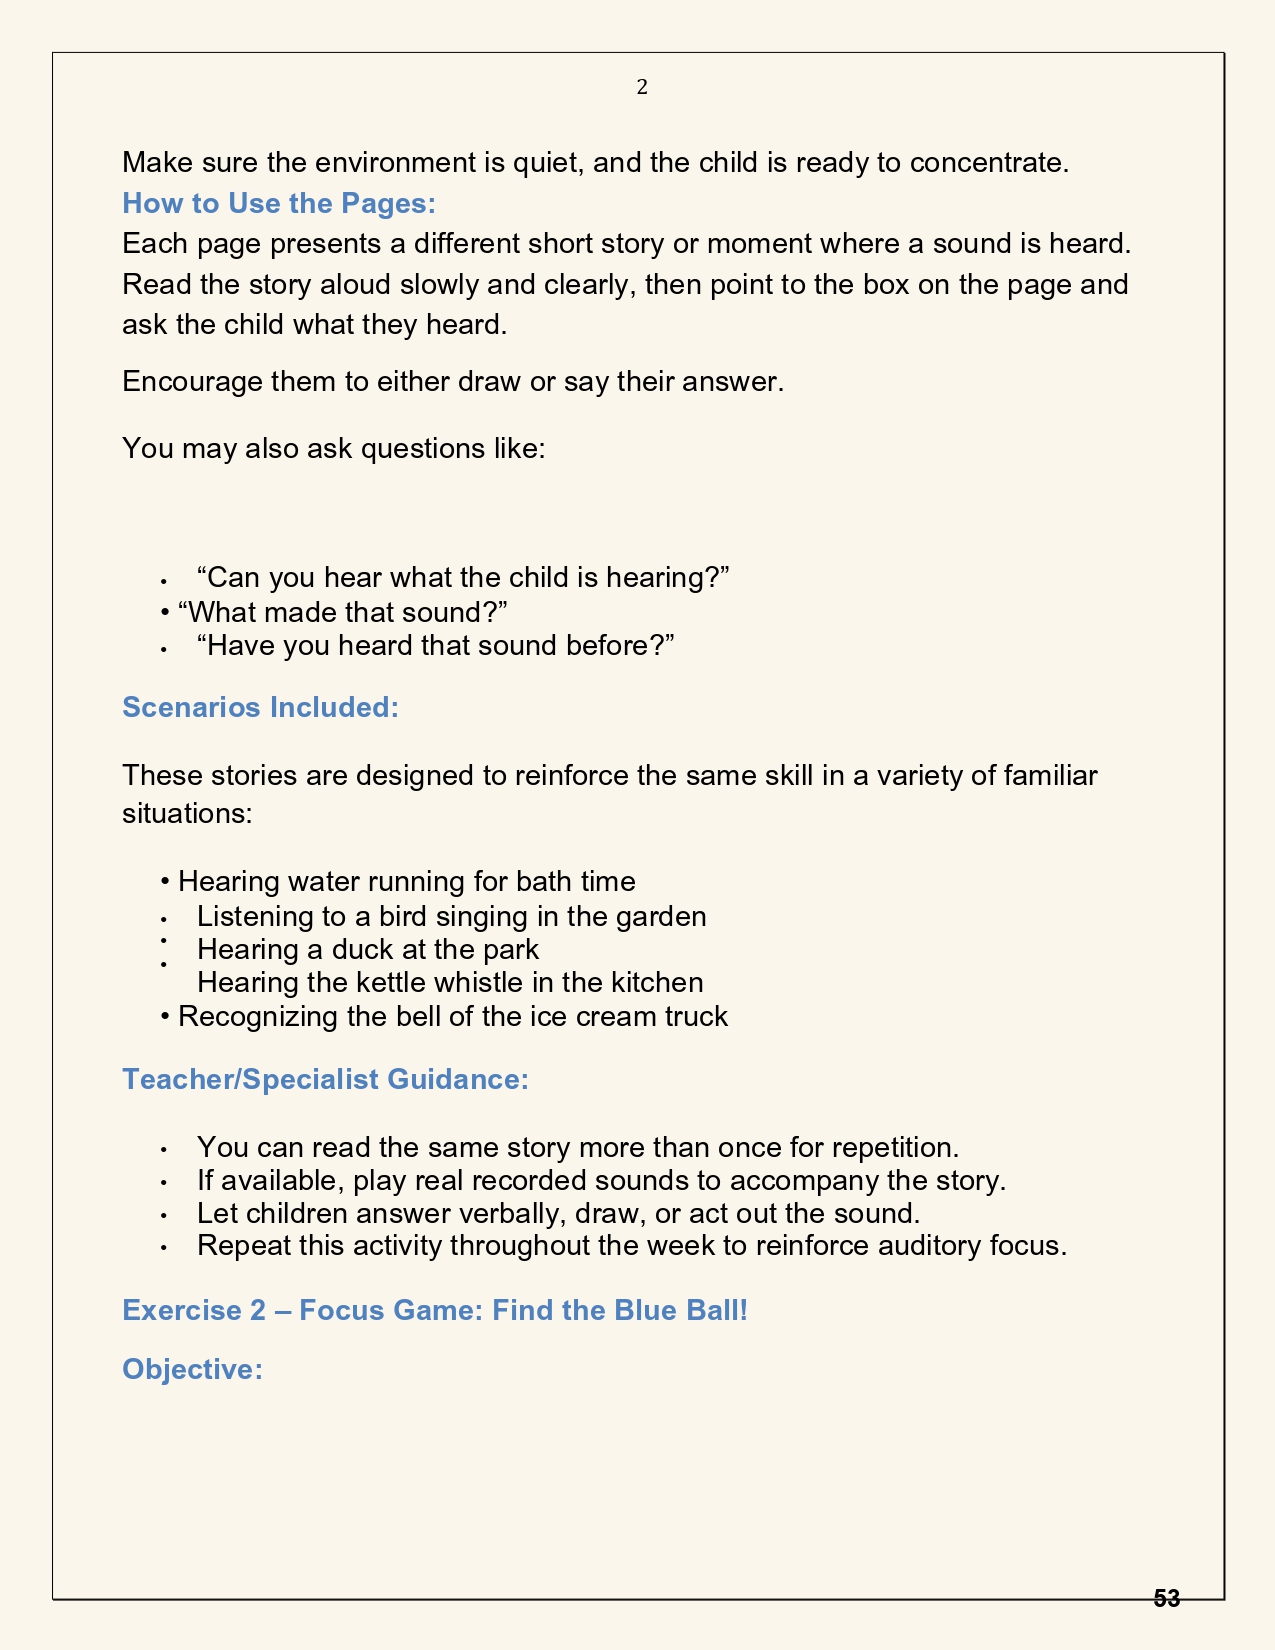 2
Make sure the environment is quiet, and the child is ready to concentrate.
How to Use the Pages:
Each page presents a different short story or moment where a sound is heard.
Read the story aloud slowly and clearly, then point to the box on the page and
ask the child what they heard.
Encourage them to either draw or say their answer.
You may also ask questions like:
• “Can you hear what the child is hearing?”
• “What made that sound?”
• “Have you heard that sound before?”
Scenarios Included:
These stories are designed to reinforce the same skill in a variety of familiar
situations:
• Hearing water running for bath time
• Listening to a bird singing in the garden
• Hearing a duck at the park
• Hearing the kettle whistle in the kitchen
• Recognizing the bell of the ice cream truck
Teacher/Specialist Guidance:
• You can read the same story more than once for repetition.
• If available, play real recorded sounds to accompany the story.
• Let children answer verbally, draw, or act out the sound.
• Repeat this activity throughout the week to reinforce auditory focus.
Exercise 2 – Focus Game: Find the Blue Ball!
Objective:
53